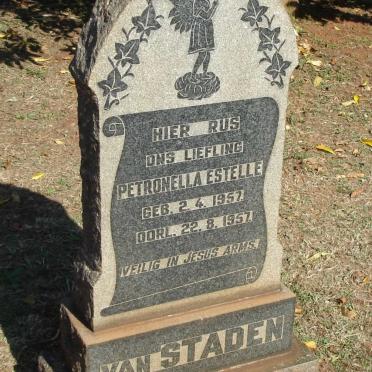 HIER RUS
ONS LIEFLING
PETRONELLA ESTELLE
GEB. 2.4.1957
OORL. 22.8.1957
VEILIG IN JESUS ARMS.
VAN STADEN